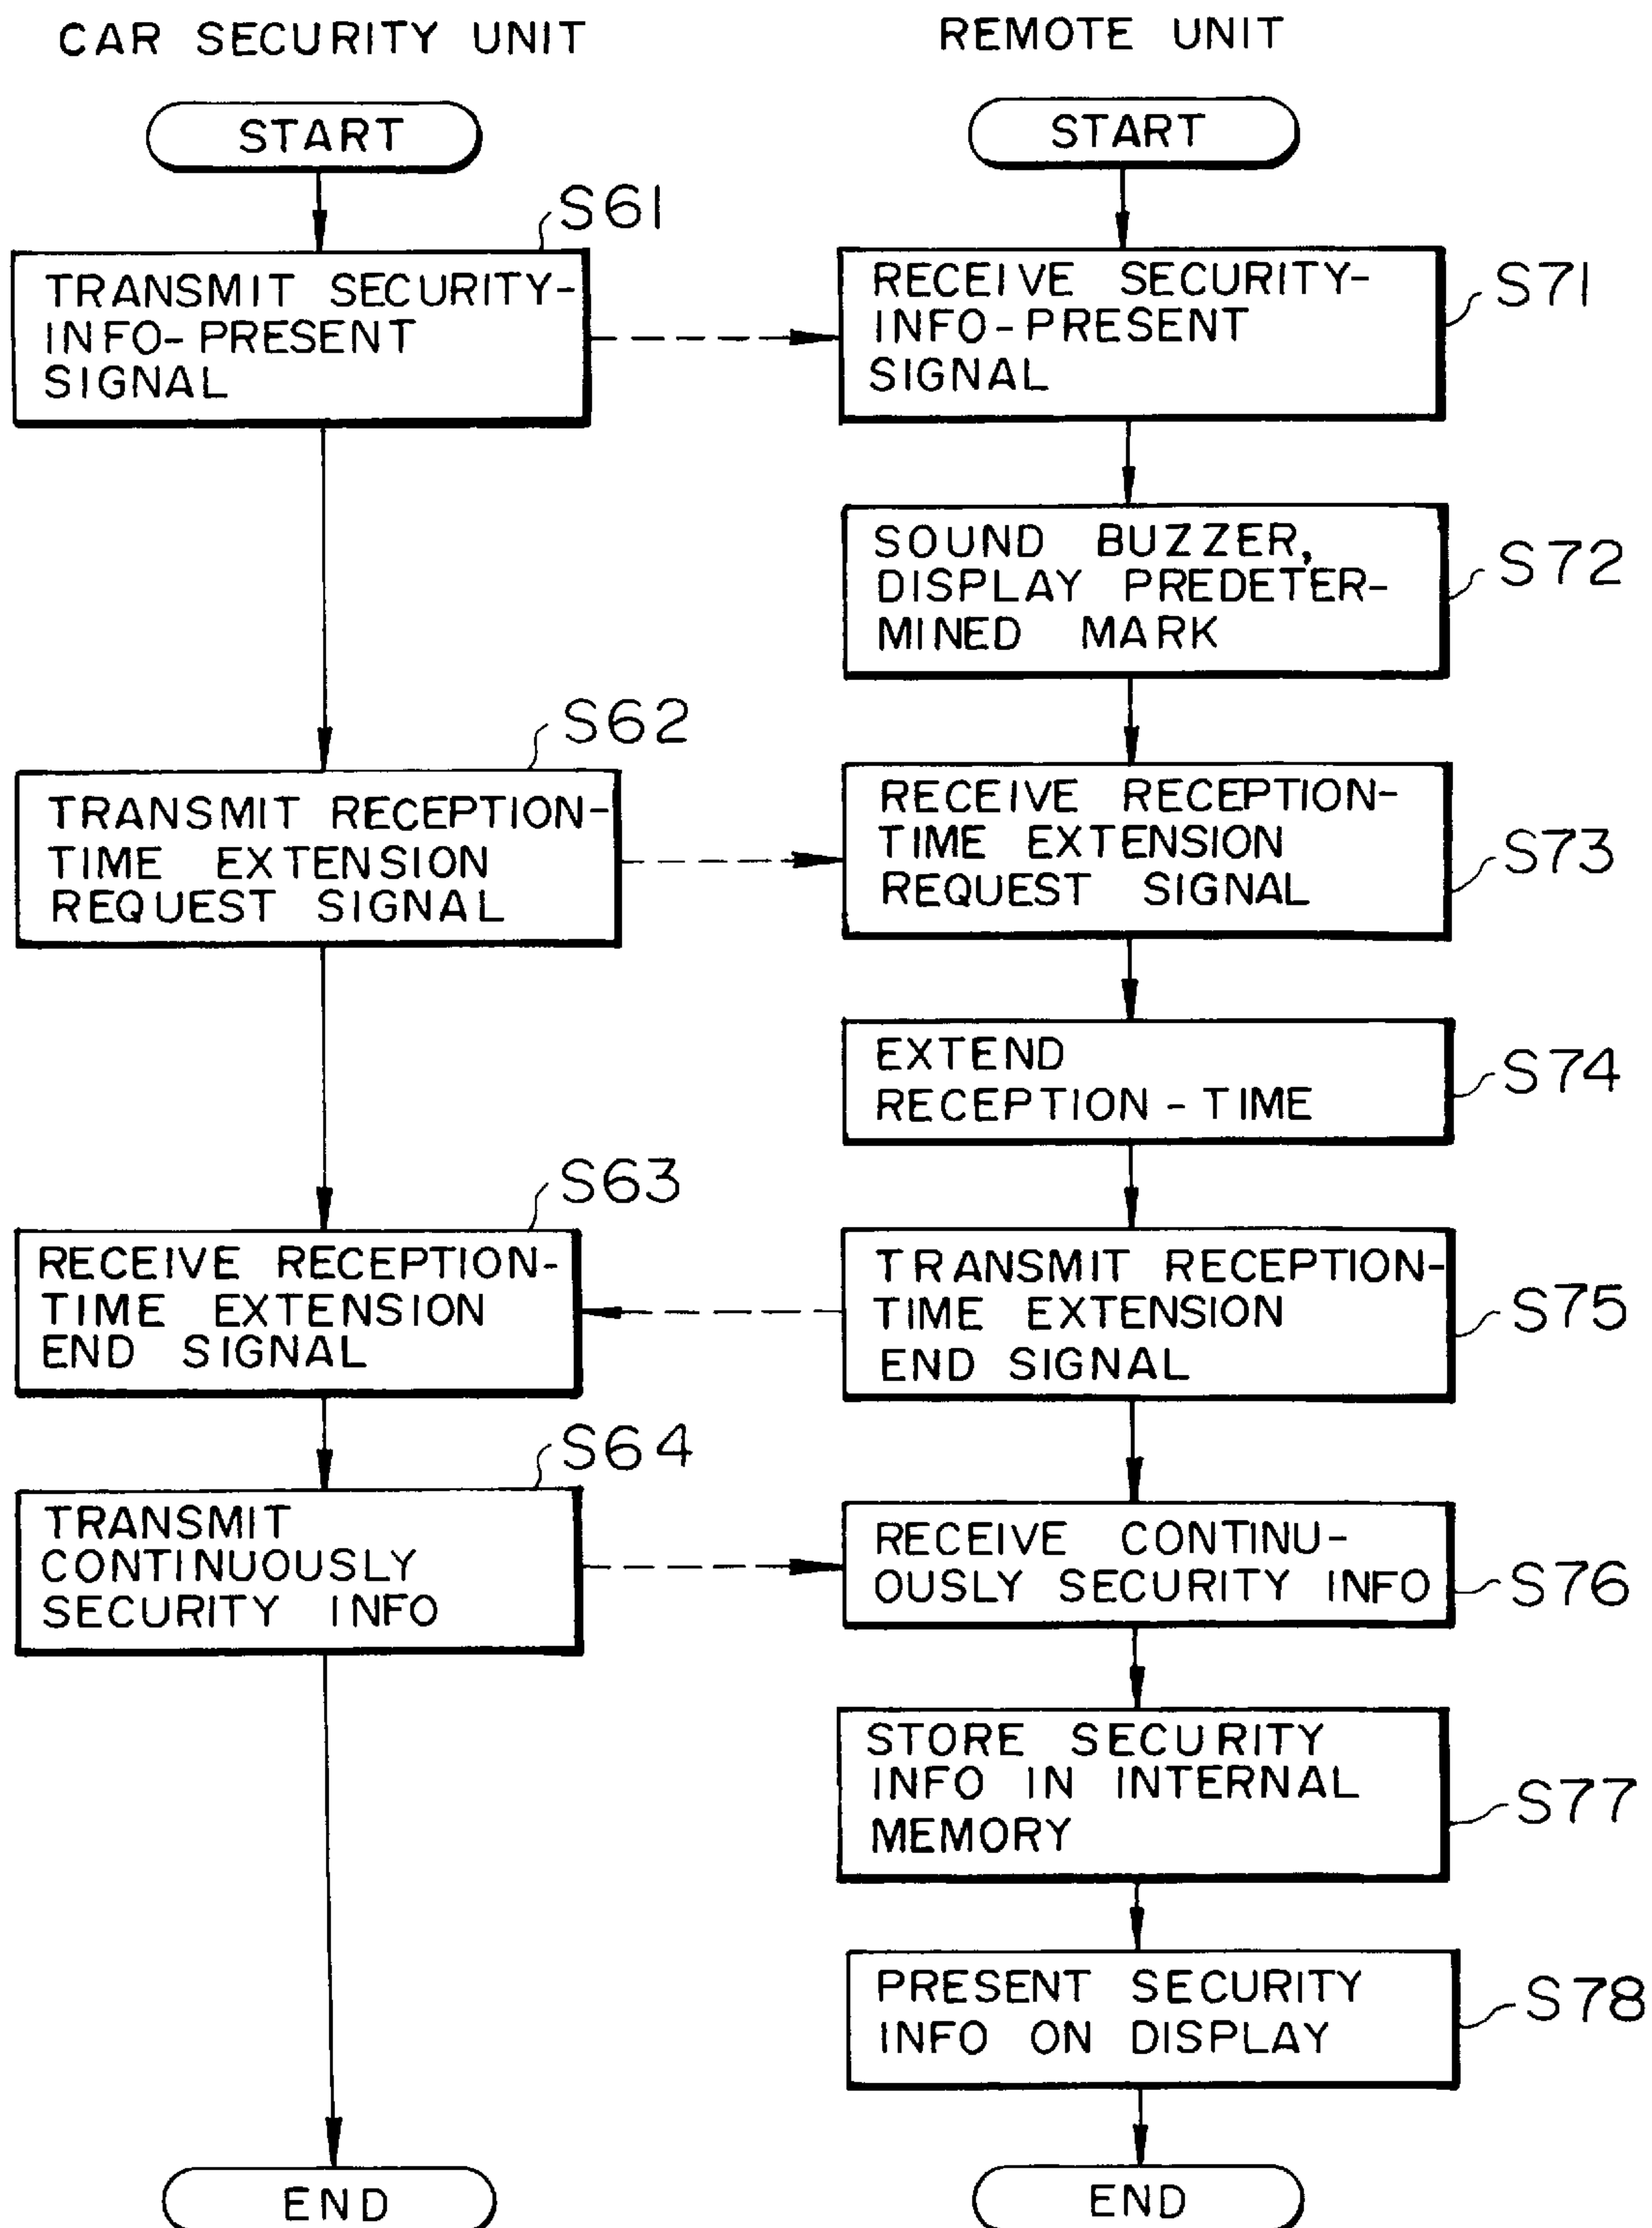 CAR SECURITY UNIT
START
S61
TRANSMIT SECURITY-
INFO-PRESENT
SIGNAL
S62
TRANSMIT RECEPTION-
TIME EXTENSION
REQUEST SIGNAL
S63
RECEIVE RECEPTION-
TIME EXTENSION
END SIGNAL
S64
TRANSMIT
CONTINUOUSLY
SECURITY INFO
END
REMOTE UNIT
START
RECEIVE SECURITY-
INFO-PRESENT
SIGNAL
S71
SOUND BUZZER,
DISPLAY PREDETER-
MINED MARK
S72
RECEIVE RECEPTION-
TIME EXTENSION
REQUEST SIGNAL
S73
EXTEND
RECEPTION-TIME
S74
TRANSMIT RECEPTION-
TIME EXTENSION
END SIGNAL
S75
RECEIVE CONTINU-
OUSLY SECURITY INFO
S76
STORE SECURITY
INFO IN INTERNAL
MEMORY
S77
PRESENT SECURITY
INFO ON DISPLAY
S78
END